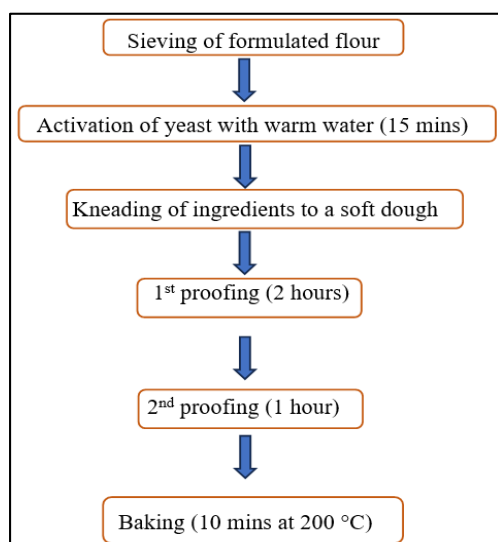 Sieving of formulated flour
Activation of yeast with warm water (15 mins)
Kneading of ingredients to a soft dough
1st proofing (2 hours)
2nd proofing (1 hour)
Baking (10 mins at 200 °C)